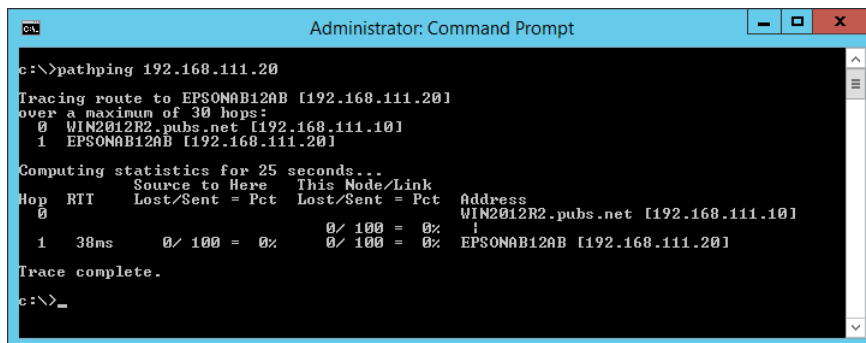 Administrator: Command Prompt
c:\>pathping 192.168.111.20
Tracing route to EPSONAB12AB [192.168.111.20]
over a maximum of 30 hops:
  0  WIN2012R2.pubs.net [192.168.111.10]
  1  EPSONAB12AB [192.168.111.20]
Computing statistics for 25 seconds...
            Source to Here   This Node/Link
Hop  RTT    Lost/Sent = Pct  Lost/Sent = Pct  Address
  0                                           WIN2012R2.pubs.net [192.168.111.10]
                                0/ 100 =  0%   |
  1   38ms     0/ 100 =  0%     0/ 100 =  0%  EPSONAB12AB [192.168.111.20]
Trace complete.
c:\>_